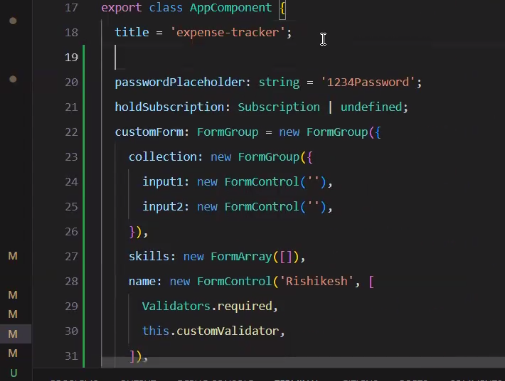 17 export class AppComponent {
18 title = 'expense-tracker';
19
20 passwordPlaceholder: string = '1234Password';
21 holdSubscription: Subscription | undefined;
22 customForm: FormGroup = new FormGroup({
23 collection: new FormGroup({
24 input1: new FormControl(''),
25 input2: new FormControl(''),
26 }),
M 27 skills: new FormArray([]),
28 name: new FormControl('Rishikesh', [
M 29 Validators.required,
M 30 this.customValidator,
M
M 31 ]),
U